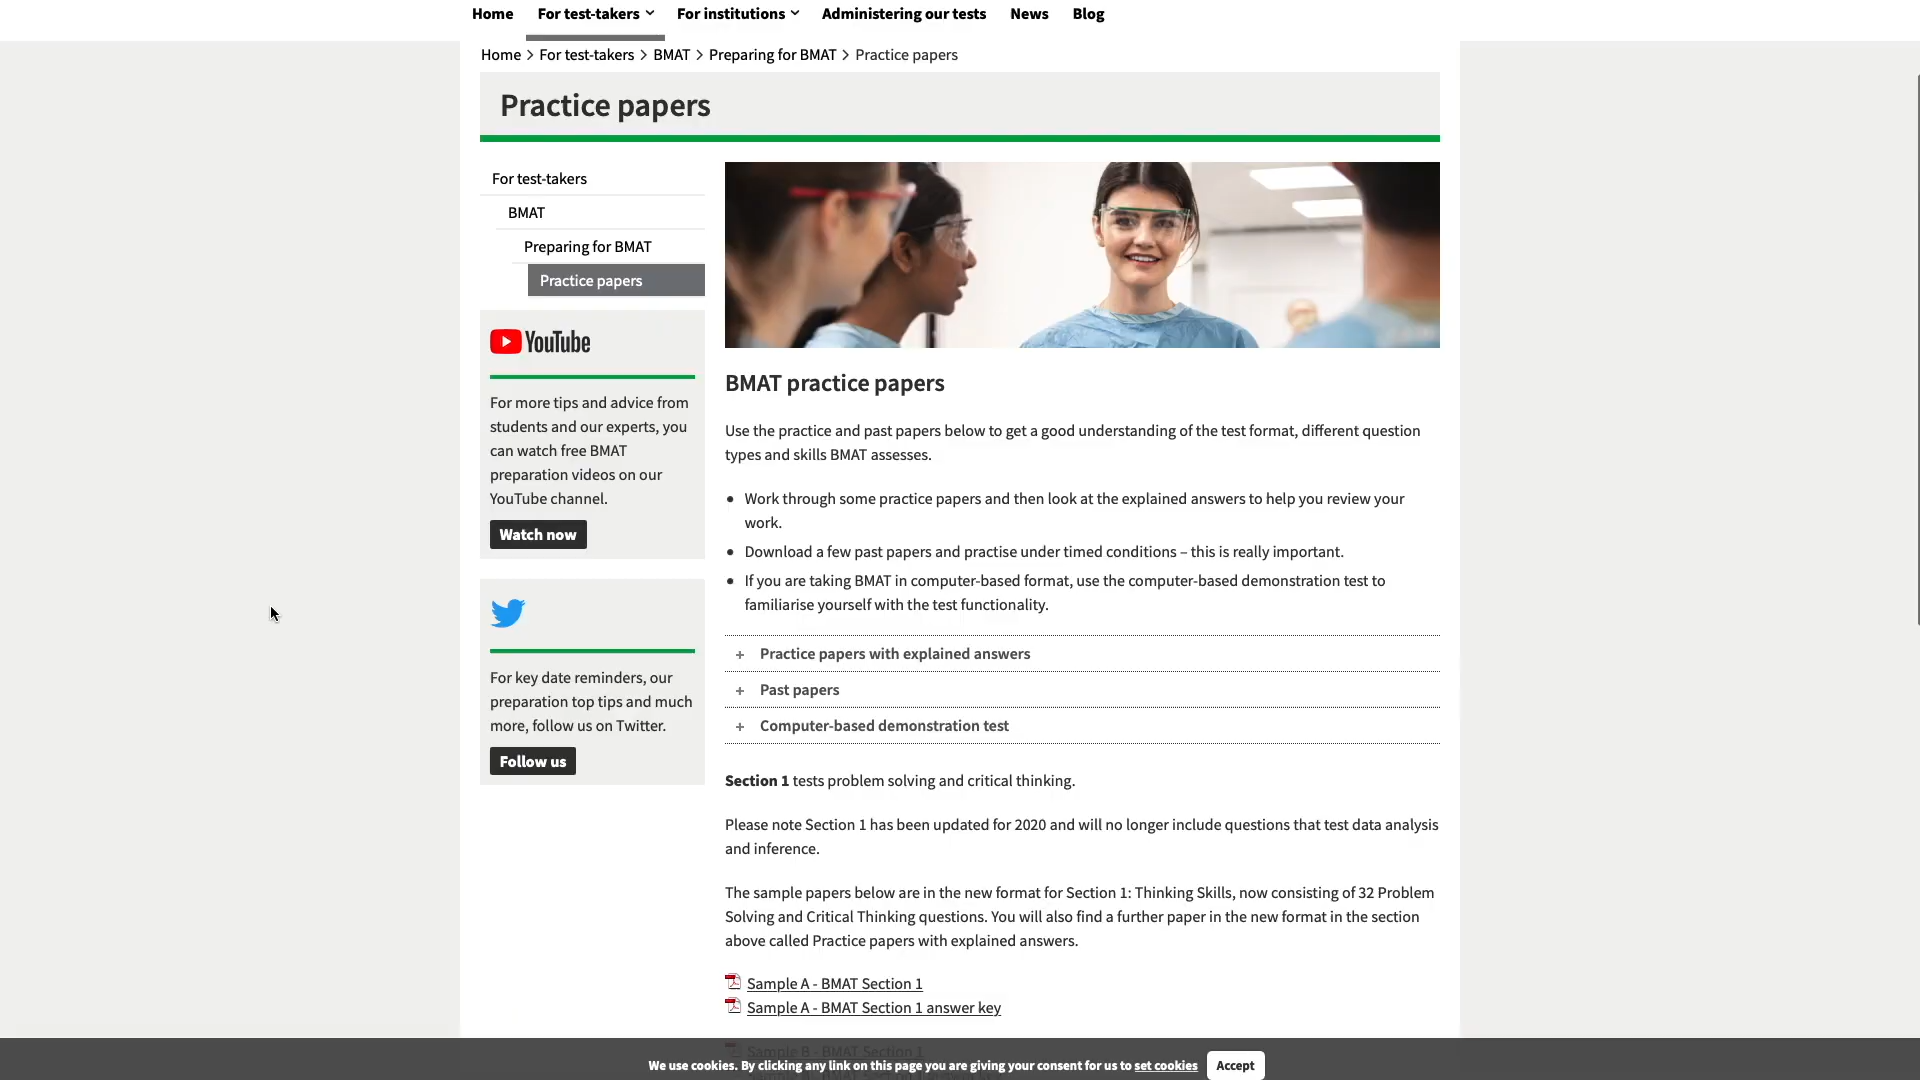 Home For test-takers For institutions Administering our tests News Blog
Home > For test-takers > BMAT > Preparing for BMAT > Practice papers
Practice papers
For test-takers
BMAT
Preparing for BMAT
Practice papers
YouTube
For more tips and advice from
students and our experts, you
can watch free BMAT
preparation videos on our
YouTube channel.
Watch now
For key date reminders, our
preparation top tips and much
more, follow us on Twitter.
Follow us
BMAT practice papers
Use the practice and past papers below to get a good understanding of the test format, different question
types and skills BMAT assesses.
• Work through some practice papers and then look at the explained answers to help you review your
work.
• Download a few past papers and practise under timed conditions – this is really important.
• If you are taking BMAT in computer-based format, use the computer-based demonstration test to
familiarise yourself with the test functionality.
+ Practice papers with explained answers
+ Past papers
+ Computer-based demonstration test
Section 1 tests problem solving and critical thinking.
Please note Section 1 has been updated for 2020 and will no longer include questions that test data analysis
and inference.
The sample papers below are in the new format for Section 1: Thinking Skills, now consisting of 32 Problem
Solving and Critical Thinking questions. You will also find a further paper in the new format in the section
above called Practice papers with explained answers.
Sample A - BMAT Section 1
Sample A - BMAT Section 1 answer key
Sample B - BMAT Section 1
We use cookies. By clicking any link on this page you are giving your consent for us to set cookies Accept